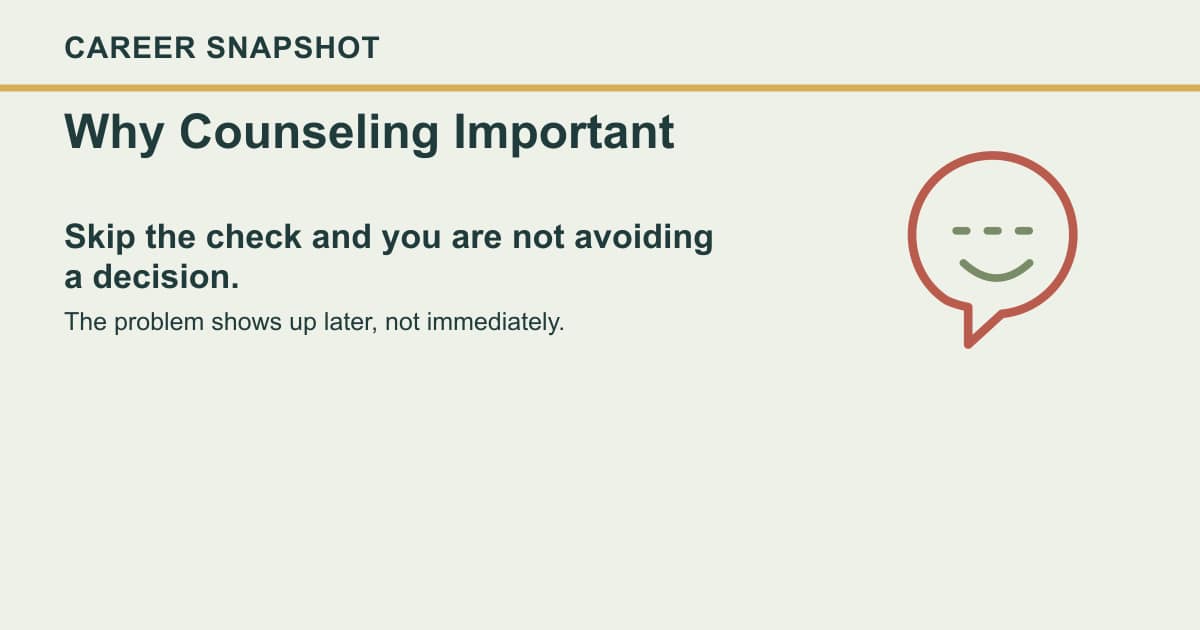 CAREER SNAPSHOT
Why Counseling Important
Skip the check and you are not avoiding
a decision.
The problem shows up later, not immediately.